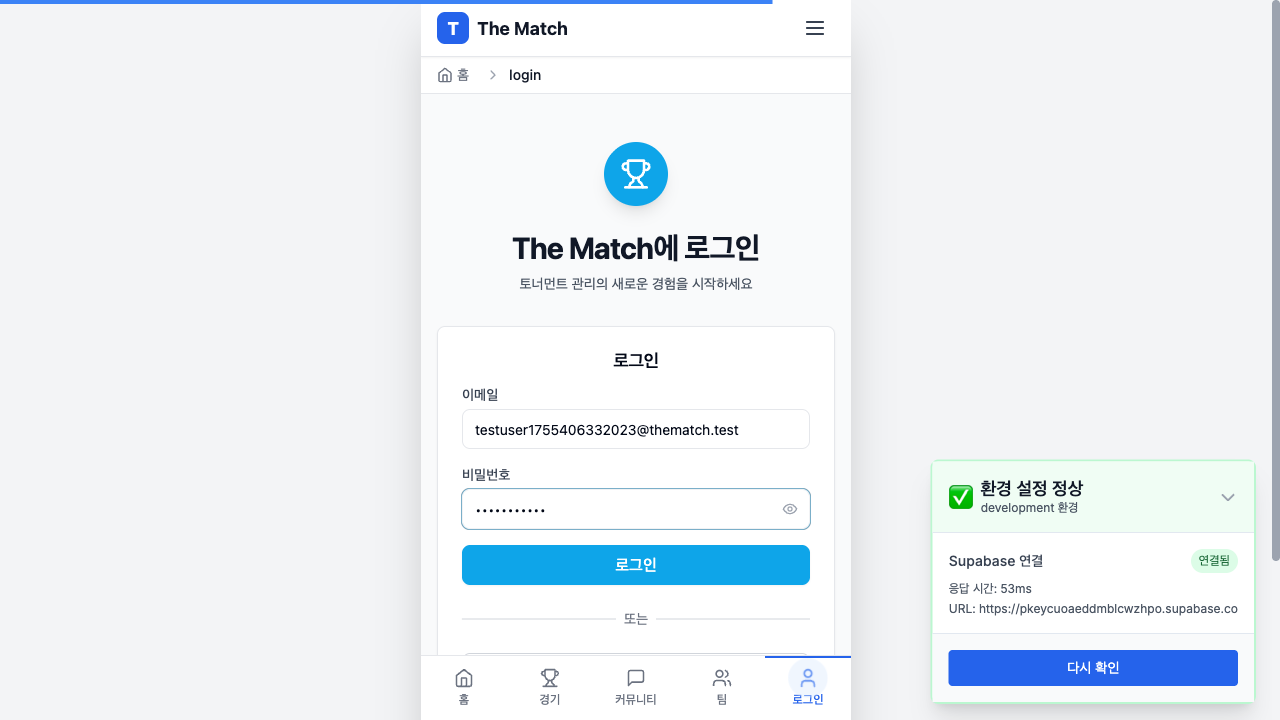 T The Match
홈 login
The Match에 로그인
토너먼트 관리의 새로운 경험을 시작하세요
로그인
이메일
testuser1755406332023@thematch.test
비밀번호
•••••••••••
로그인
또는
홈 경기 커뮤니티 팀 로그인
✅ 환경 설정 정상
development 환경
Supabase 연결 연결됨
응답 시간: 53ms
URL: https://pkeycuqaeddmblcwzhpo.supabase.co
다시 확인